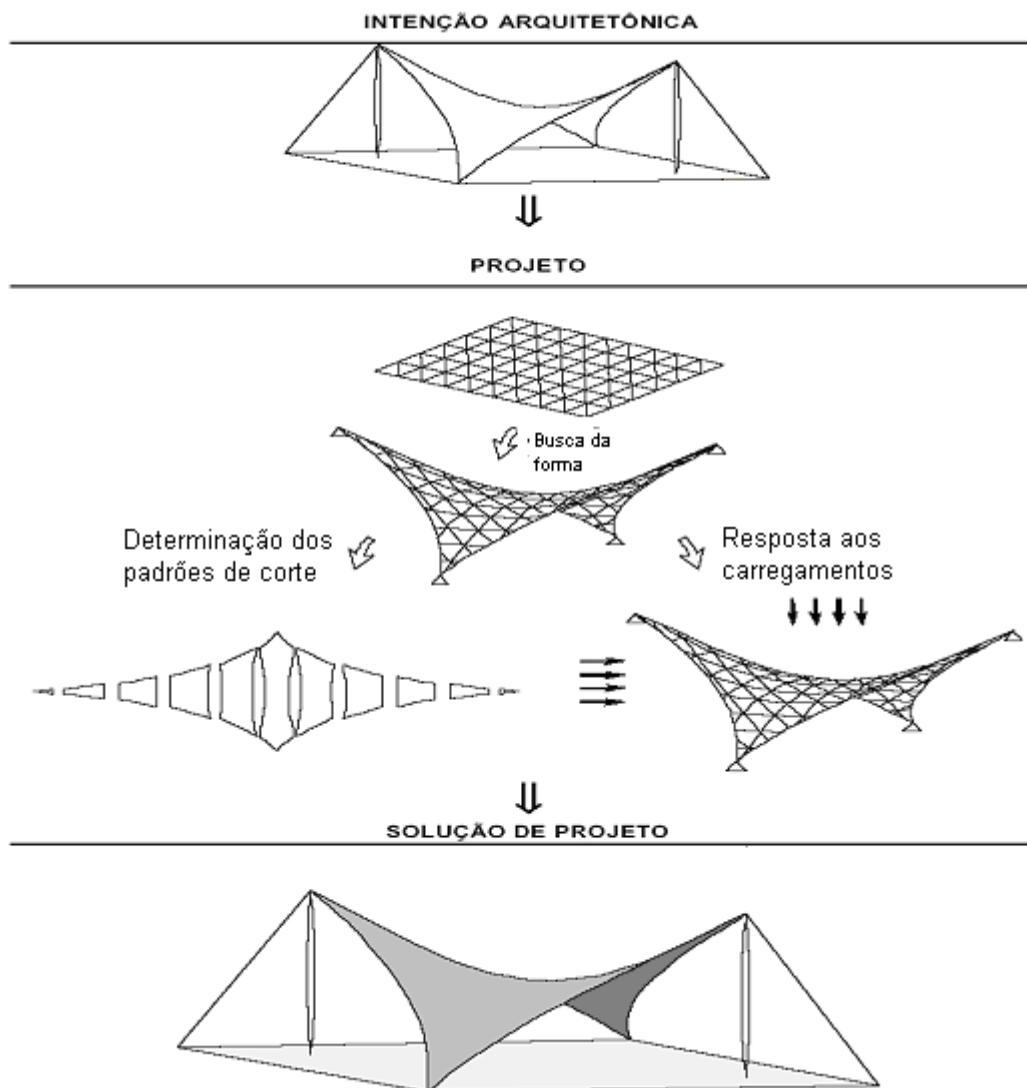 INTENÇÃO ARQUITETÔNICA
PROJETO
Busca da
forma
Determinação dos
padrões de corte
Resposta aos
carregamentos
SOLUÇÃO DE PROJETO